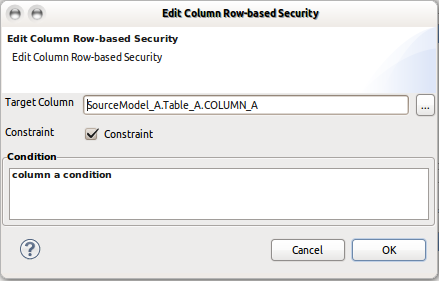 Edit Column Row-based Security
Edit Column Row-based Security
Edit Column Row-based Security
Target Column SourceModel_A.Table_A.COLUMN_A ...
Constraint Constraint
Condition
column a condition
? Cancel OK